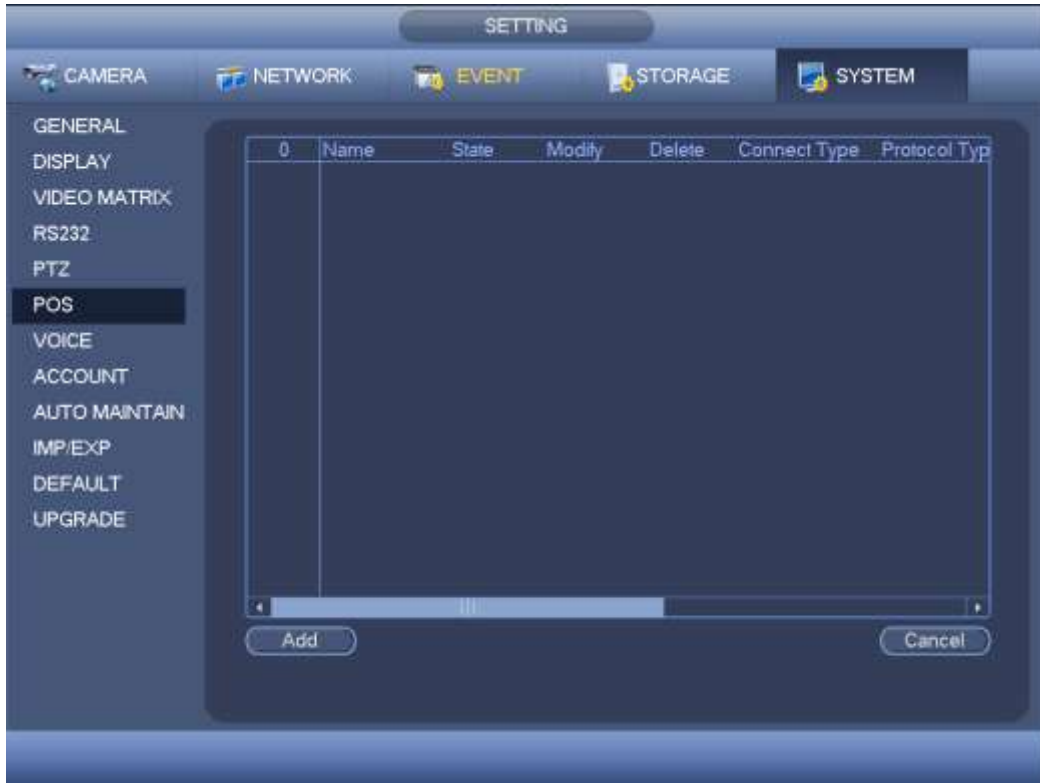 SETTING
CAMERA NETWORK EVENT STORAGE SYSTEM
GENERAL
DISPLAY
VIDEO MATRIX
RS232
PTZ
POS
VOICE
ACCOUNT
AUTO MAINTAIN
IMP/EXP
DEFAULT
UPGRADE
0 Name State Modify Delete Connect Type Protocol Typ
Add Cancel